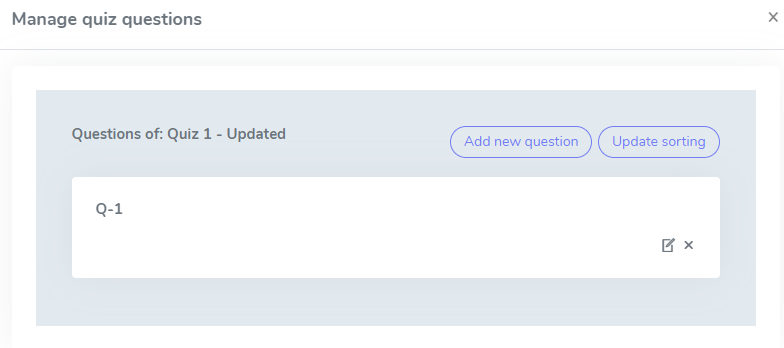 Manage quiz questions
Questions of: Quiz 1 - Updated
Add new question
Update sorting
Q-1